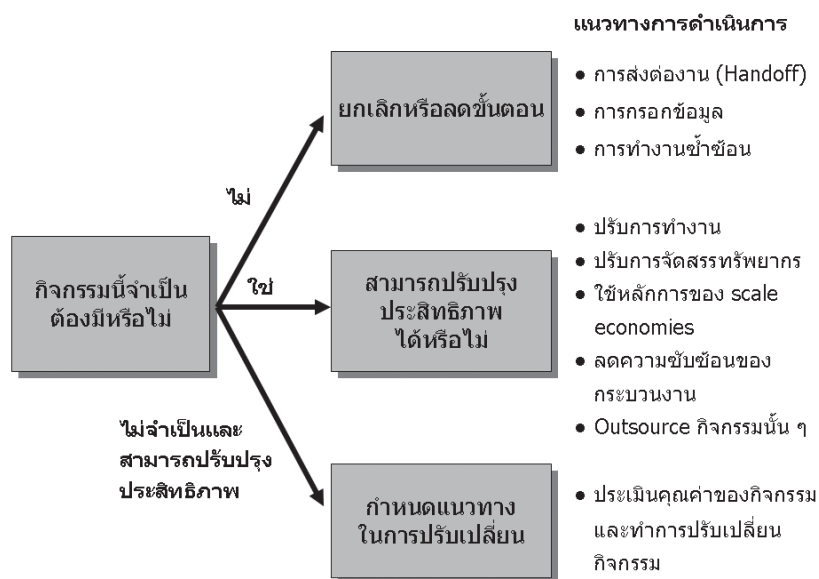 แนวทางการดำเนินการ
ยกเลิกหรือลดขั้นตอน
● การส่งต่องาน (Handoff)
● การกรอกข้อมูล
● การทำงานซ้ำซ้อน
ไม่
กิจกรรมนี้จำเป็น
ต้องมีหรือไม่
ใช่
สามารถปรับปรุง
ประสิทธิภาพ
ได้หรือไม่
● ปรับการทำงาน
● ปรับการจัดสรรทรัพยากร
● ใช้หลักการของ scale
economies
● ลดความซับซ้อนของ
กระบวนงาน
● Outsource กิจกรรมนั้น ๆ
ไม่จำเป็นและ
สามารถปรับปรุง
ประสิทธิภาพ
กำหนดแนวทาง
ในการปรับเปลี่ยน
● ประเมินคุณค่าของกิจกรรม
และทำการปรับเปลี่ยน
กิจกรรม